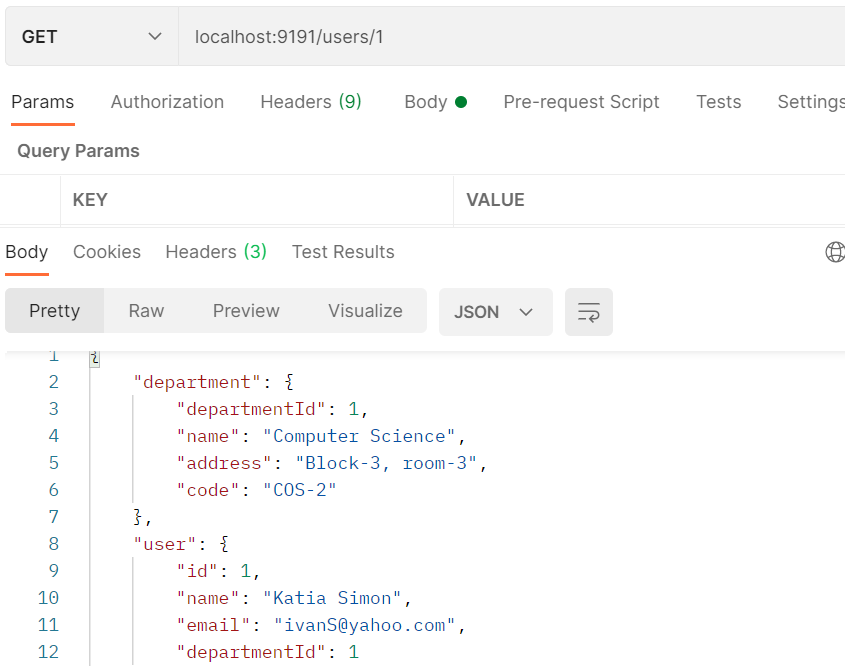 GET localhost:9191/users/1
Params Authorization Headers (9) Body Pre-request Script Tests Settings
Query Params
KEY VALUE
Body Cookies Headers (3) Test Results
Pretty Raw Preview Visualize JSON
1 {
2 "department": {
3 "departmentId": 1,
4 "name": "Computer Science",
5 "address": "Block-3, room-3",
6 "code": "COS-2"
7 },
8 "user": {
9 "id": 1,
10 "name": "Katia Simon",
11 "email": "ivanS@yahoo.com",
12 "departmentId": 1